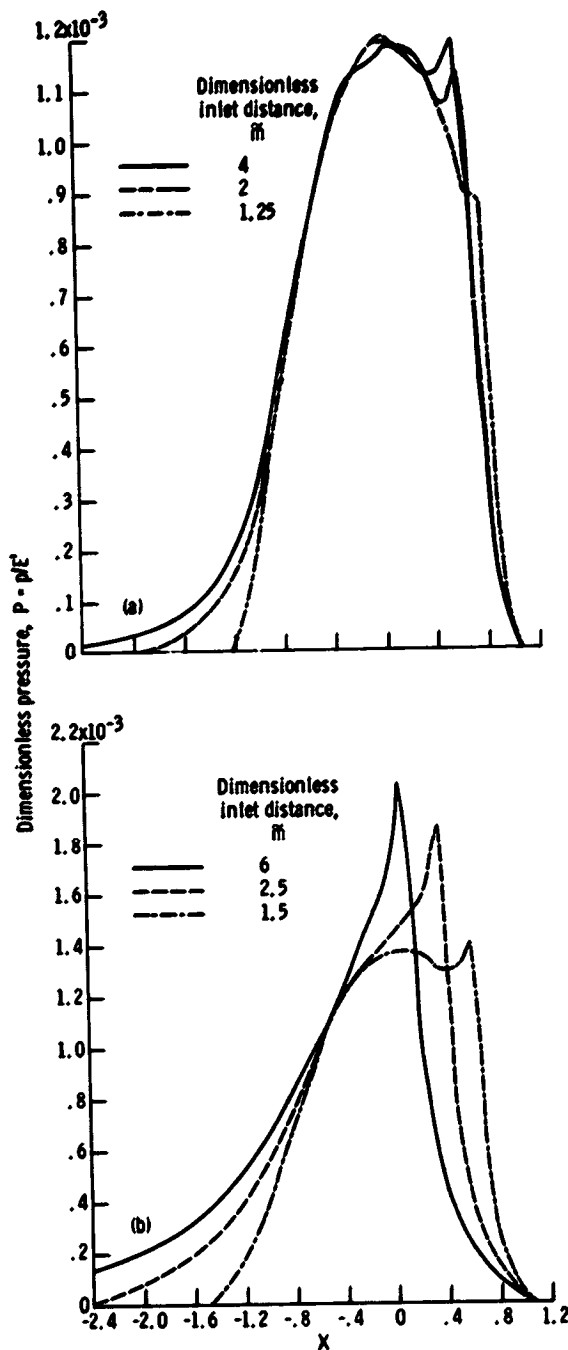 1.2x10-3
Dimensionless
inlet distance,
m̃
1.1
1.0
4
2
.9
1.25
.8
.7
.6
.5
.4
.3
.2
.1
(a)
0
Dimensionless pressure, P = p/E'
2.2x10-3
Dimensionless
inlet distance,
m̃
2.0
1.8
6
2.5
1.6
1.5
1.4
1.2
1.0
.8
.6
.4
.2
(b)
0
-2.4 -2.0 -1.6 -1.2 -.8 -.4 0 .4 .8 1.2
X